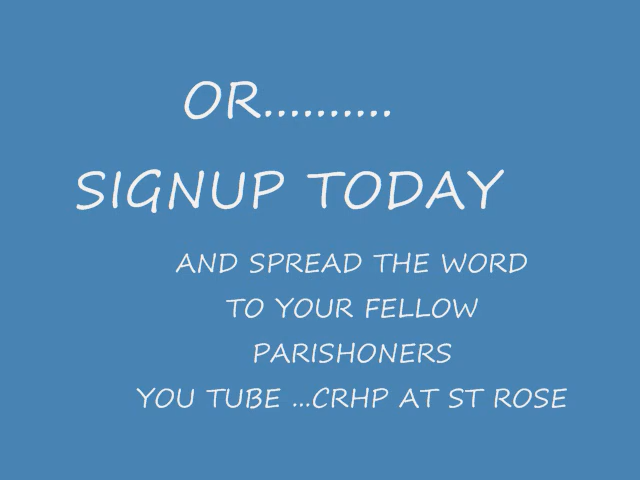 OR..........
SIGNUP TODAY
AND SPREAD THE WORD
TO YOUR FELLOW
PARISHONERS
YOU TUBE ...CRHP AT ST ROSE